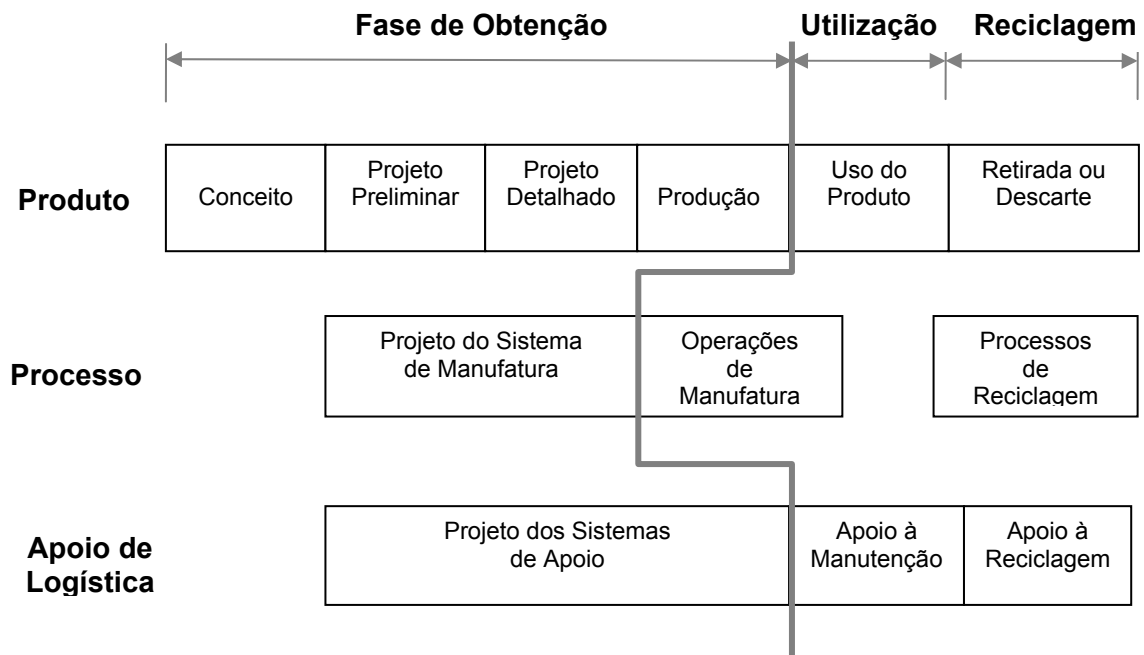 Fase de Obtenção
Utilização
Reciclagem
Produto
Conceito
Projeto
Preliminar
Projeto
Detalhado
Produção
Uso do
Produto
Retirada ou
Descarte
Processo
Projeto do Sistema
de Manufatura
Operações
de
Manufatura
Processos
de
Reciclagem
Apoio de
Logística
Projeto dos Sistemas
de Apoio
Apoio à
Manutenção
Apoio à
Reciclagem